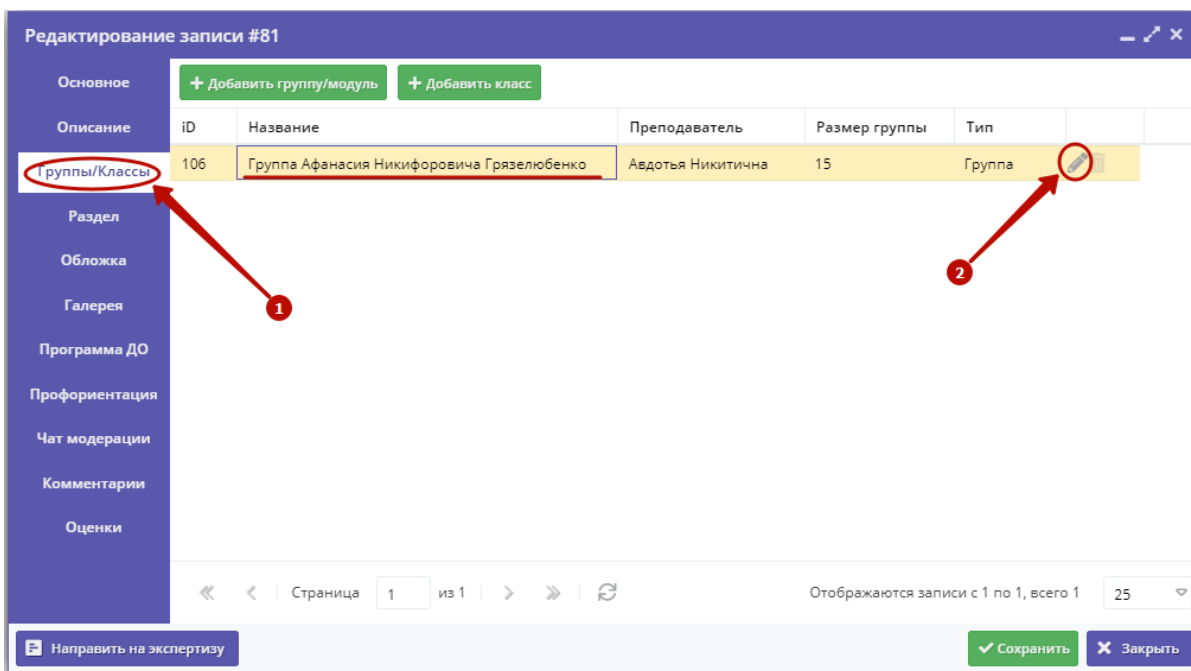 Редактирование записи #81
Основное
+ Добавить группу/модуль
+ Добавить класс
Описание
iD Название Преподаватель Размер группы Тип
Группы/Классы
106 Группа Афанасия Никифоровича Грязелюбенко Авдотья Никитична 15 Группа
Раздел
Обложка
2
Галерея
1
Программа ДО
Профориентация
Чат модерации
Комментарии
Оценки
Страница 1 из 1
Отображаются записи с 1 по 1, всего 1
25
Направить на экспертизу
Сохранить
Закрыть